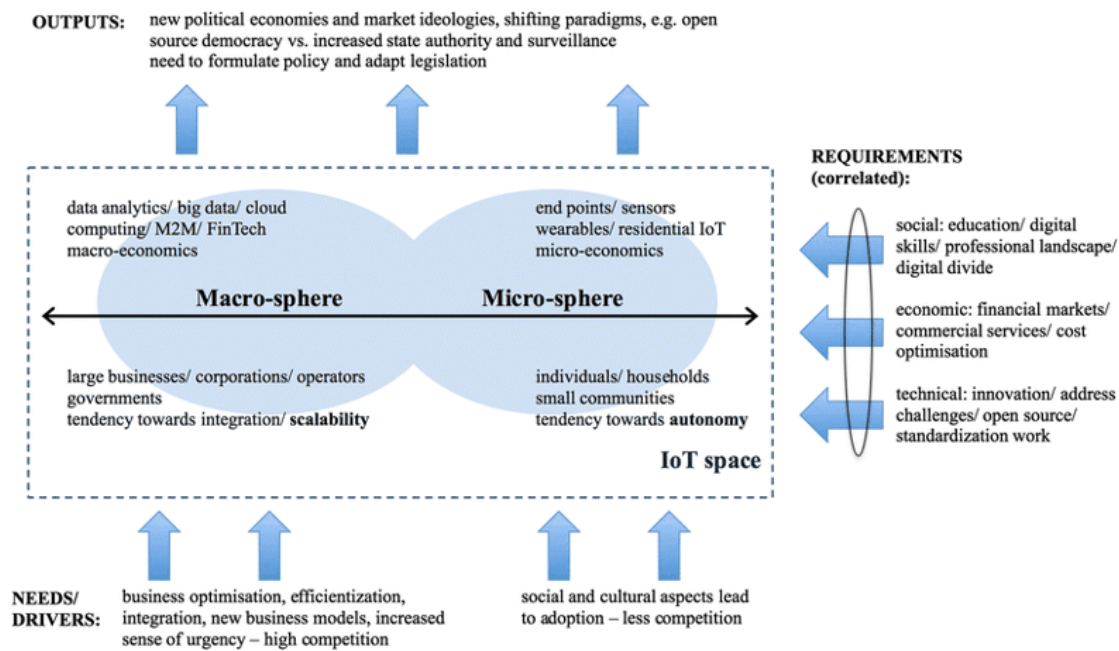 OUTPUTS:
new political economies and market ideologies, shifting paradigms, e.g. open
source democracy vs. increased state authority and surveillance
need to formulate policy and adapt legislation
REQUIREMENTS
(correlated):
data analytics/ big data/ cloud
computing/ M2M/ FinTech
macro-economics
end points/ sensors
wearables/ residential IoT
micro-economics
social: education/ digital
skills/ professional landscape/
digital divide
Macro-sphere
Micro-sphere
economic: financial markets/
commercial services/ cost
optimisation
large businesses/ corporations/ operators
governments
tendency towards integration/ scalability
individuals/ households
small communities
tendency towards autonomy
technical: innovation/ address
challenges/ open source/
standardization work
IoT space
NEEDS/
DRIVERS:
business optimisation, efficientization,
integration, new business models, increased
sense of urgency – high competition
social and cultural aspects lead
to adoption – less competition